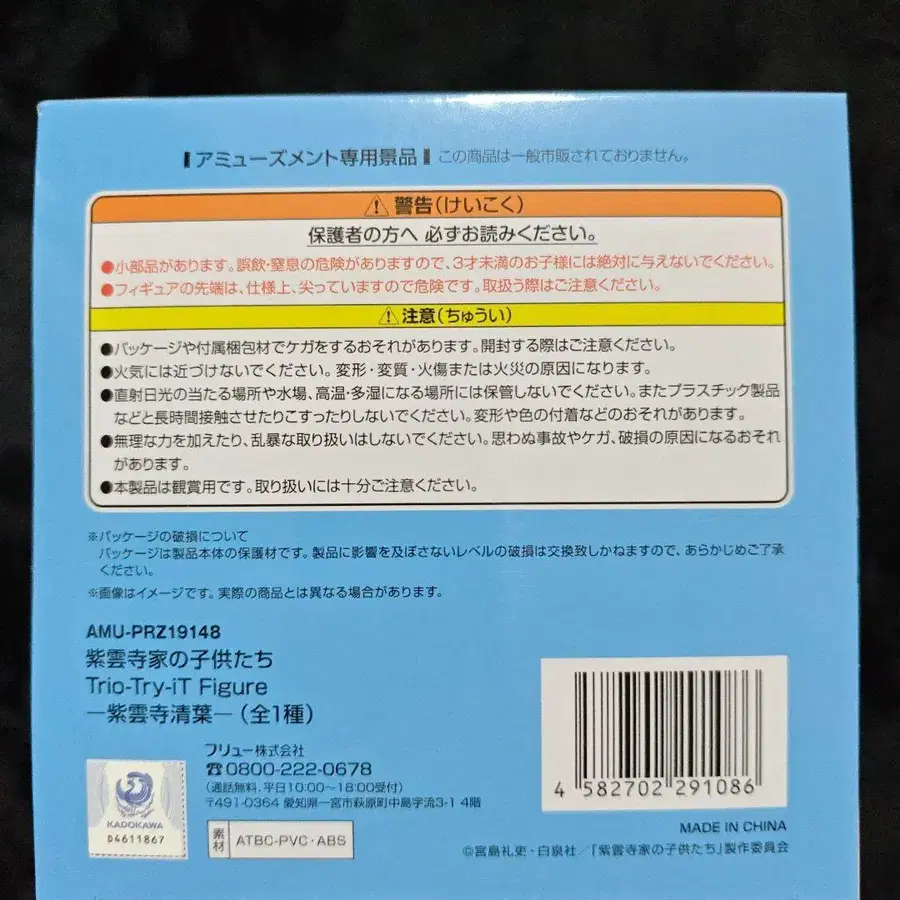 アミューズメント専用景品 この商品は一般市販されておりません。
⚠警告(けいこく)
保護者の方へ 必ずお読みください。
●小部品があります。誤飲・窒息の危険がありますので、3才未満のお子様には絶対に与えないでください。
●フィギュアの先端は、仕様上、尖っていますので危険です。取扱う際はご注意ください。
⚠注意(ちゅうい)
●パッケージや付属梱包材でケガをするおそれがあります。開封する際はご注意ください。
●火気には近づけないでください。変形・変質・火傷または火災の原因になります。
●直射日光の当たる場所や水場、高温・多湿になる場所には保管しないでください。またプラスチック製品
などと長時間接触させたりこすったりしないでください。変形や色の付着などのおそれがあります。
●無理な力を加えたり、乱暴な取り扱いはしないでください。思わぬ事故やケガ、破損の原因になるおそれ
があります。
●本製品は観賞用です。取り扱いには十分ご注意ください。
※パッケージの破損について
パッケージは製品本体の保護材です。製品に影響を及ぼさないレベルの破損は交換致しかねますので、あらかじめご了承
ください。
※画像はイメージです。実際の商品とは異なる場合があります。
AMU-PRZ19148
紫雲寺家の子供たち
Trio-Try-iT Figure
―紫雲寺清葉―(全1種)
フリュー株式会社
☎0800-222-0678
(通話無料、平日10:00~18:00受付)
〒491-0364 愛知県一宮市萩原町中島字流3-1 4階
KADOKAWA
D4611867
素材 ATBC-PVC・ABS
4 582702 291086
MADE IN CHINA
©宮島礼吏・白泉社/「紫雲寺家の子供たち」製作委員会